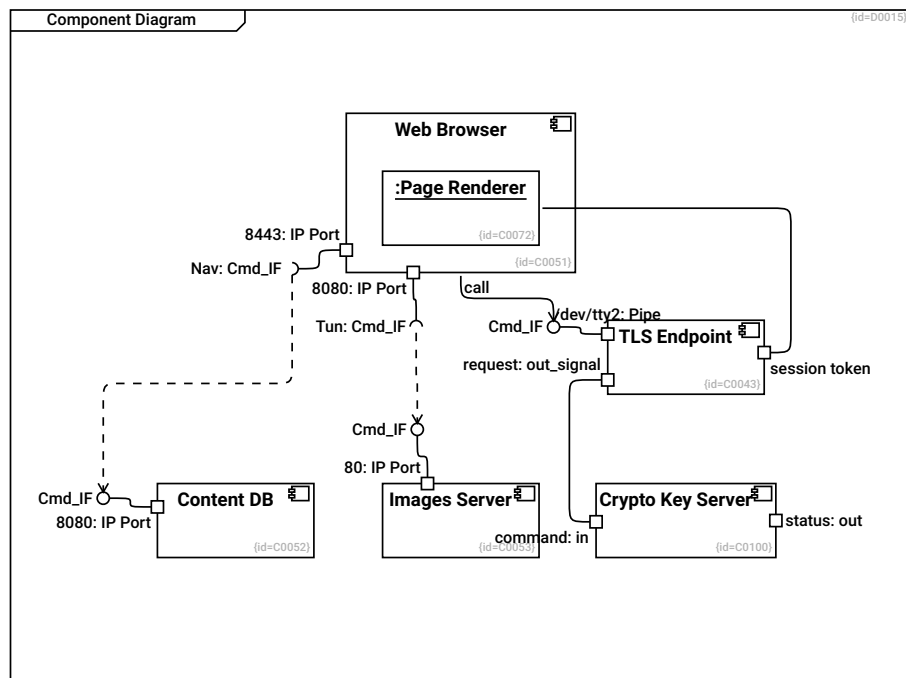 Component Diagram
{id=D0015}
Web Browser
:Page Renderer
{id=C0072}
8443: IP Port
{id=C0051}
Nav: Cmd_IF
8080: IP Port
call
/dev/tty2: Pipe
Tun: Cmd_IF
Cmd_IF
TLS Endpoint
request: out_signal
session token
{id=C0043}
Cmd_IF
80: IP Port
Cmd_IF
Content DB
Images Server
Crypto Key Server
8080: IP Port
status: out
command: in
{id=C0052}
{id=C0053}
{id=C0100}